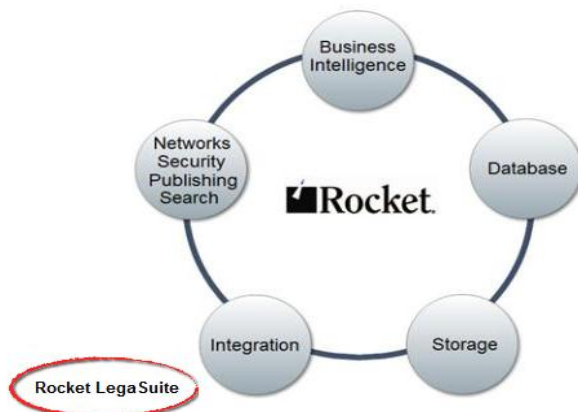 Business
Intelligence
Networks
Security
Publishing
Search
Database
Rocket.
Integration
Storage
Rocket LegaSuite